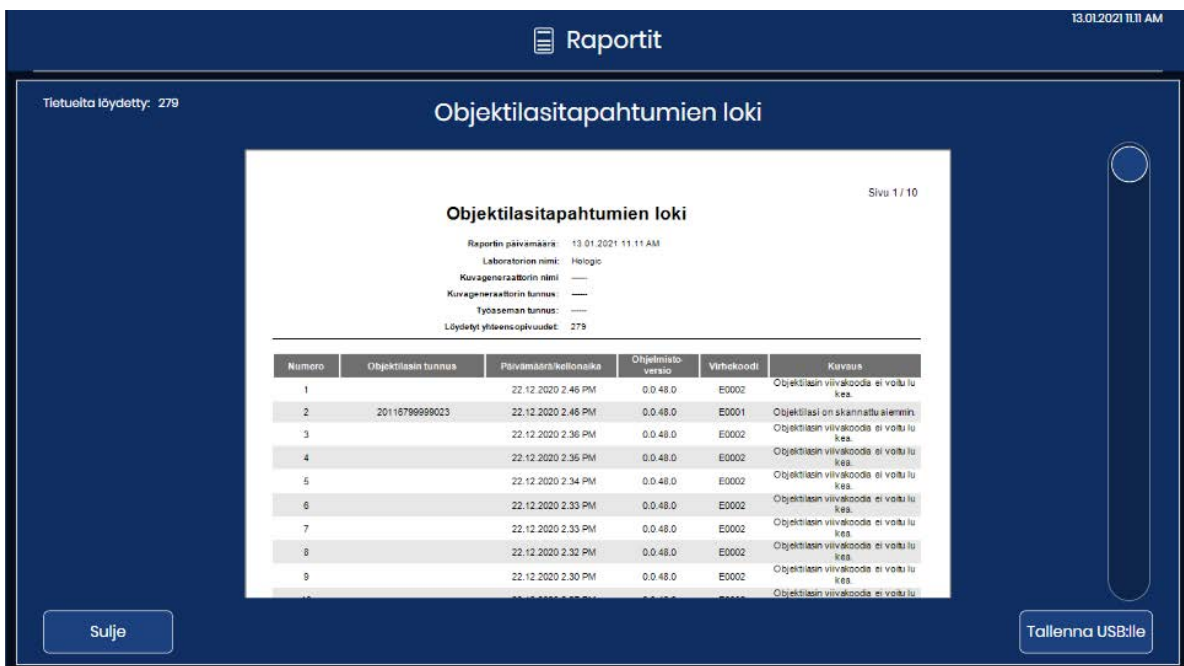 13.01.2021 11.11 AM
Raportit
Tietueita löydetty: 279
Objektilasitapahtumien loki
Sivu 1 / 10
Objektilasitapahtumien loki
Raportin päivämäärä: 13.01.2021 11.11 AM
Laboratorion nimi: Hologic
Kuvageneraattorin nimi -----
Kuvageneraattorin tunnus: -----
Työaseman tunnus: -----
Löydetyt yhteensopivuudet: 279
Numero Objektilasin tunnus Päivämäärä/kellonaika Ohjelmisto-versio Virhekoodi Kuvaus
1 22.12.2020 2.46 PM 0.0.48.0 E0002 Objektilasin viivakoodia ei voitu lu
kea.
2 20116799999023 22.12.2020 2.46 PM 0.0.48.0 E0001 Objektilasi on skannattu aiemmin.
3 22.12.2020 2.36 PM 0.0.48.0 E0002 Objektilasin viivakoodia ei voitu lu
kea.
4 22.12.2020 2.35 PM 0.0.48.0 E0002 Objektilasin viivakoodia ei voitu lu
kea.
5 22.12.2020 2.34 PM 0.0.48.0 E0002 Objektilasin viivakoodia ei voitu lu
kea.
6 22.12.2020 2.33 PM 0.0.48.0 E0002 Objektilasin viivakoodia ei voitu lu
kea.
7 22.12.2020 2.33 PM 0.0.48.0 E0002 Objektilasin viivakoodia ei voitu lu
kea.
8 22.12.2020 2.32 PM 0.0.48.0 E0002 Objektilasin viivakoodia ei voitu lu
kea.
9 22.12.2020 2.30 PM 0.0.48.0 E0002 Objektilasin viivakoodia ei voitu lu
kea.
Objektilasin viivakoodia ei voitu lu
Sulje
Tallenna USB:lle